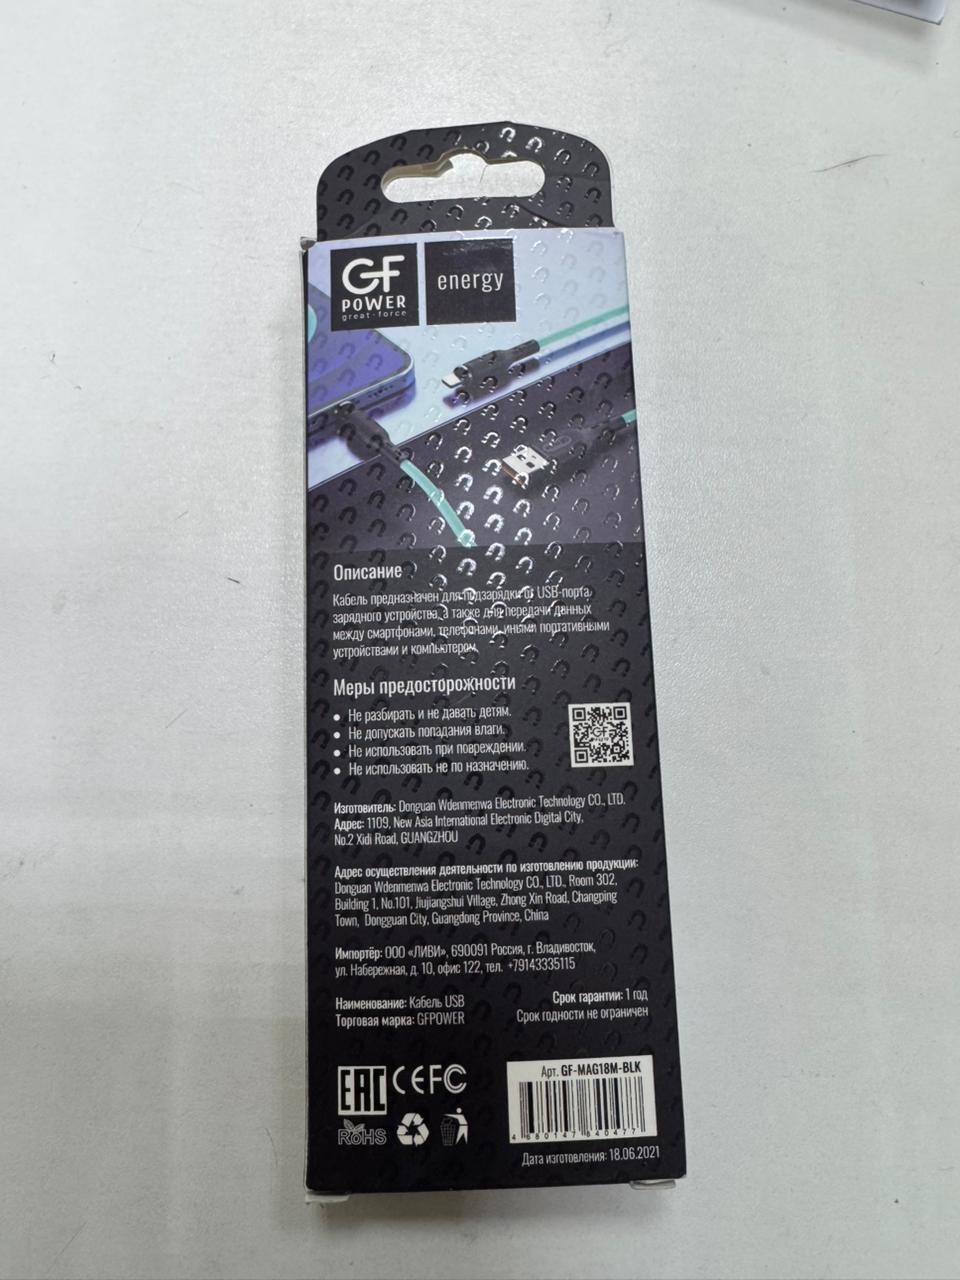 GF
POWER
great·force
energy
Описание
Кабель предназначен для подзарядки от USB-порта
зарядного устройства, а также для передачи данных
между смартфонами, телефонами, иными портативными
устройствами и компьютером.
Меры предосторожности
● Не разбирать и не давать детям.
● Не допускать попадания влаги.
● Не использовать при повреждении.
● Не использовать не по назначению.
GF
Изготовитель: Donguan Wdenmenwa Electronic Technology CO., LTD.
Адрес: 1109, New Asia International Electronic Digital City,
No.2 Xidi Road, GUANGZHOU
Адрес осуществления деятельности по изготовлению продукции:
Donguan Wdenmenwa Electronic Technology CO., LTD., Room 302,
Building 1, No.101, Jiujiangshui Village, Zhong Xin Road, Changping
Town, Dongguan City, Guangdong Province, China
Импортёр: ООО «ЛИВИ», 690091 Россия, г. Владивосток,
ул. Набережная, д. 10, офис 122, тел. +79143335115
Наименование: Кабель USB
Торговая марка: GFPOWER
Срок гарантии: 1 год
Срок годности не ограничен
EAC CE FC
RoHS
Арт. GF-MAG18M-BLK
4 680147 840477
Дата изготовления: 18.06.2021